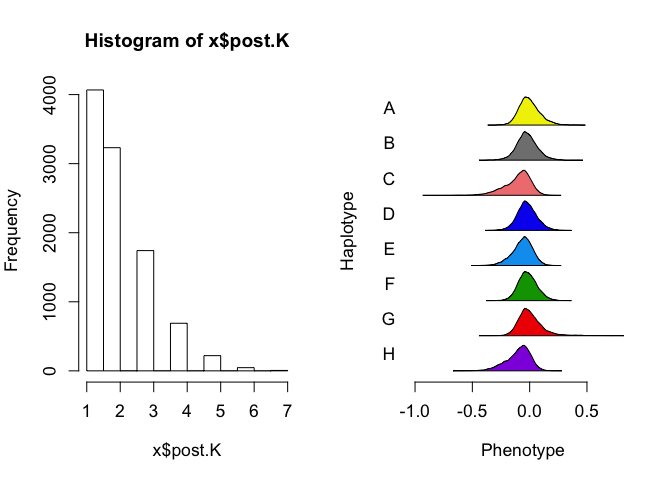 Histogram of x$post.K
Frequency
0
1000
2000
3000
4000
1 2 3 4 5 6 7
x$post.K
Haplotype
A
B
C
D
E
F
G
H
-1.0 -0.5 0.0 0.5
Phenotype